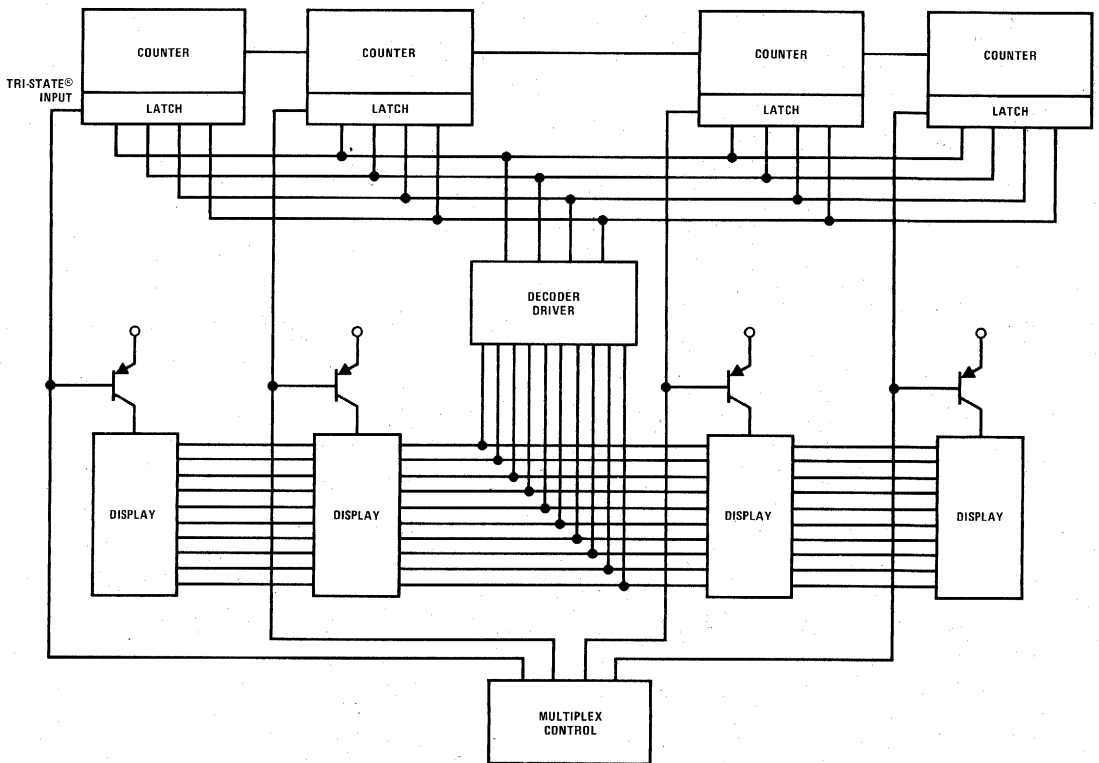 COUNTER
COUNTER
COUNTER
COUNTER
TRI-STATE®
INPUT
LATCH
LATCH
LATCH
LATCH
DECODER
DRIVER
DISPLAY
DISPLAY
DISPLAY
DISPLAY
MULTIPLEX
CONTROL